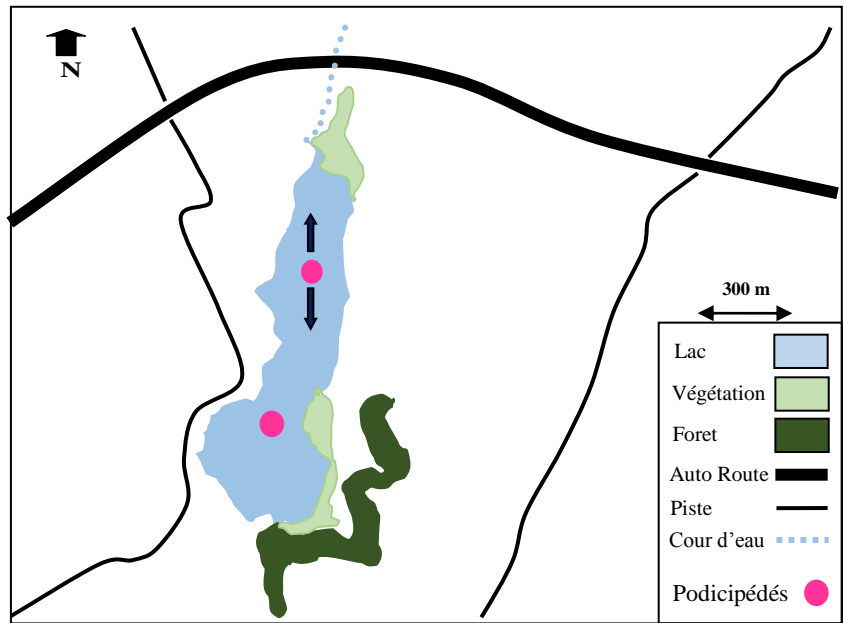 N
300 m
Lac
Végétation
Foret
Auto Route
Piste
Cour d'eau
Podicipédés